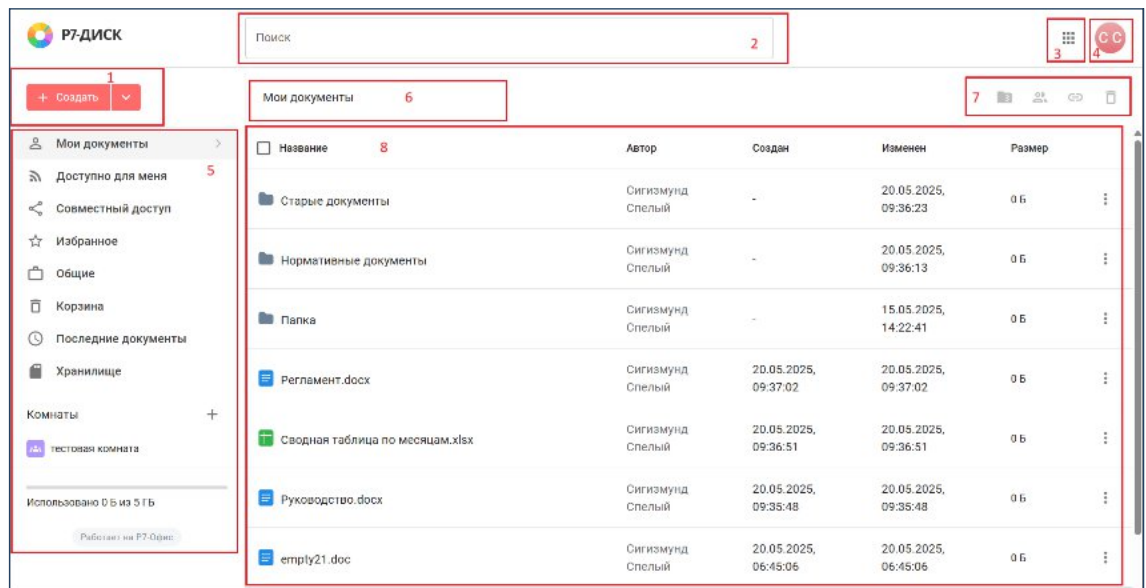 Р7-ДИСК
Поиск
2
3
4
С С
1
+ Создать
Мои документы
6
7
Мои документы
5
Доступно для меня
Совместный доступ
Избранное
Общие
Корзина
Последние документы
Хранилище
Комнаты +
тестовая комната
Использовано 0 Б из 5 ГБ
Работает на Р7-Офис
Название 8 Автор Создан Изменен Размер
Старые документы Сигизмунд Спелый - 20.05.2025, 09:36:23 0 Б
Нормативные документы Сигизмунд Спелый - 20.05.2025, 09:36:13 0 Б
Папка Сигизмунд Спелый - 15.05.2025, 14:22:41 0 Б
Регламент.docx Сигизмунд Спелый 20.05.2025, 09:37:02 20.05.2025, 09:37:02 0 Б
Сводная таблица по месяцам.xlsx Сигизмунд Спелый 20.05.2025, 09:36:51 20.05.2025, 09:36:51 0 Б
Руководство.docx Сигизмунд Спелый 20.05.2025, 09:35:48 20.05.2025, 09:35:48 0 Б
empty21.doc Сигизмунд Спелый 20.05.2025, 06:45:06 20.05.2025, 06:45:06 0 Б